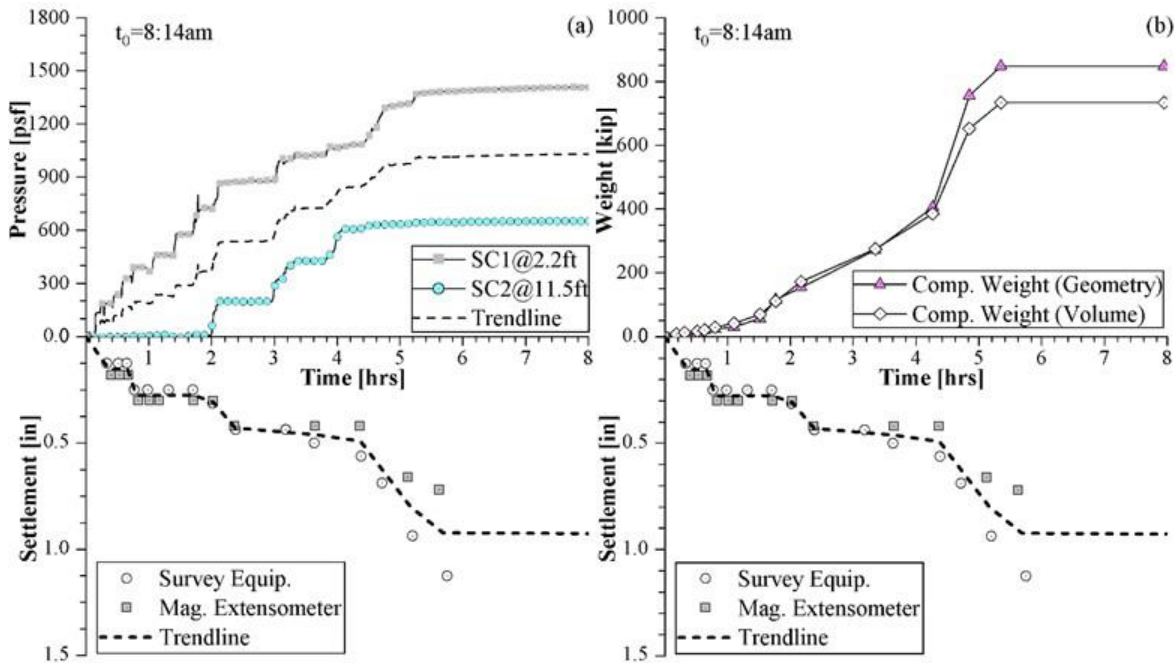 1800
t0=8:14am
(a)
1500
1200
900
600
300
0.0
Pressure [psf]
SC1@2.2ft
SC2@11.5ft
Trendline
1 2 3 4 5 6 7 8
Time [hrs]
0.5
1.0
1.5
Settlement [in]
Survey Equip.
Mag. Extensometer
Trendline
1000
t0=8:14am
(b)
800
600
400
200
0
Weight [kip]
Comp. Weight (Geometry)
Comp. Weight (Volume)
0 1 2 3 4 5 6 7 8
Time [hrs]
0.5
1.0
1.5
Settlement [in]
Survey Equip.
Mag. Extensometer
Trendline